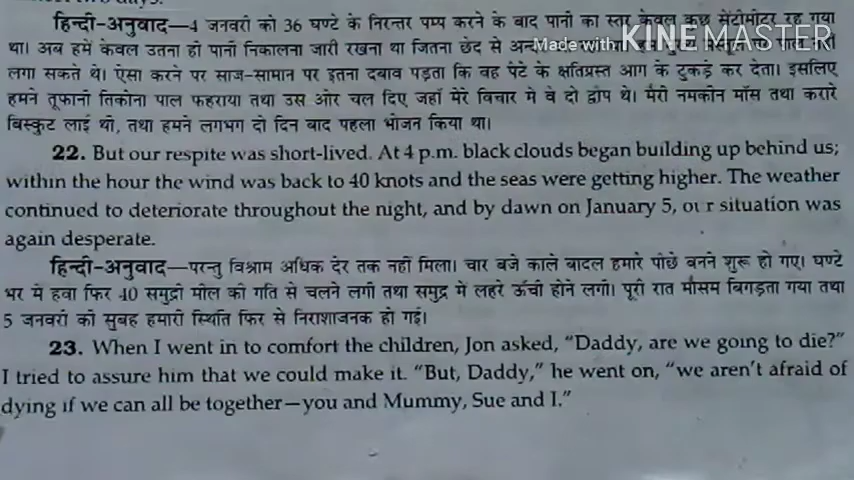 हिन्दी-अनुवाद—4 जनवरी को 36 घण्टे के निरन्तर पम्प करने के बाद पानी का स्तर केवल कुछ सेंटीमीटर रह गया
था। अब हमें केवल उतना ही पानी निकालना जारी रखना था जितना छेद से
Made with KINEMASTER
लगा सकते थे। ऐसा करने पर साज-सामान पर इतना दबाव पड़ता कि वह पेंटे के क्षतिग्रस्त भाग के टुकड़े कर देता। इसलिए
हमने तूफानी तिकोना पाल फहराया तथा उस ओर चल दिए जहाँ मेरे विचार में वे दो द्वीप थे। मैरी नमकीन माँस तथा करारे
बिस्कुट लाई थी, तथा हमने लगभग दो दिन बाद पहला भोजन किया था।
22. But our respite was short-lived. At 4 p.m. black clouds began building up behind us;
within the hour the wind was back to 40 knots and the seas were getting higher. The weather
continued to deteriorate throughout the night, and by dawn on January 5, our situation was
again desperate.
हिन्दी-अनुवाद—परन्तु विश्राम अधिक देर तक नहीं मिला। चार बजे काले बादल हमारे पीछे बनने शुरू हो गए। घण्टे
भर में हवा फिर 40 समुद्री मील की गति से चलने लगी तथा समुद्र में लहरें ऊँची होने लगीं। पूरी रात मौसम बिगड़ता गया तथा
5 जनवरी की सुबह हमारी स्थिति फिर से निराशाजनक हो गई।
23. When I went in to comfort the children, Jon asked, “Daddy, are we going to die?”
I tried to assure him that we could make it. “But, Daddy,” he went on, “we aren’t afraid of
dying if we can all be together—you and Mummy, Sue and I.”